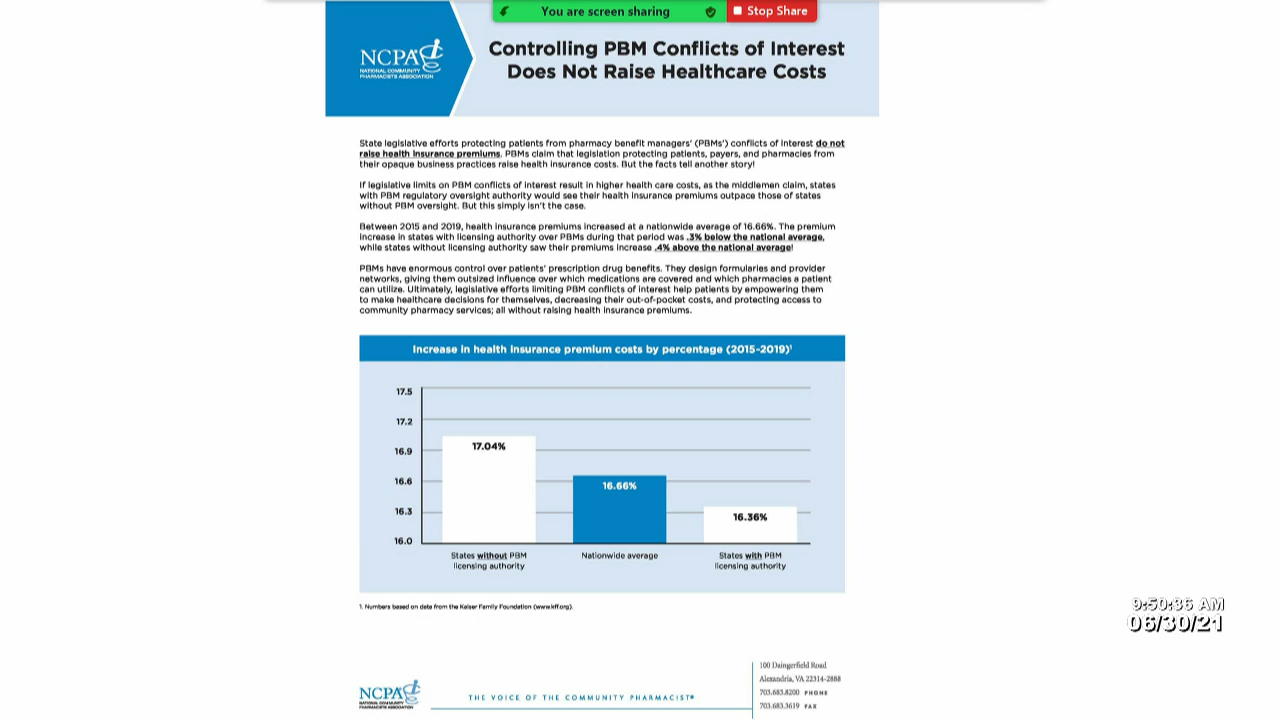 You are screen sharing
Stop Share
NCPA
NATIONAL COMMUNITY
PHARMACISTS ASSOCIATION
Controlling PBM Conflicts of Interest
Does Not Raise Healthcare Costs
State legislative efforts protecting patients from pharmacy benefit managers' (PBMs') conflicts of interest do not
raise health insurance premiums. PBMs claim that legislation protecting patients, payers, and pharmacies from
their opaque business practices raise health insurance costs. But the facts tell another story!
If legislative limits on PBM conflicts of interest result in higher health care costs, as the middlemen claim, states
with PBM regulatory oversight authority would see their health insurance premiums outpace those of states
without PBM oversight. But this simply isn't the case.
Between 2015 and 2019, health insurance premiums increased at a nationwide average of 16.66%. The premium
increase in states with licensing authority over PBMs during that period was .3% below the national average,
while states without licensing authority saw their premiums increase .4% above the national average!
PBMs have enormous control over patients' prescription drug benefits. They design formularies and provider
networks, giving them outsized influence over which medications are covered and which pharmacies a patient
can utilize. Ultimately, legislative efforts limiting PBM conflicts of interest help patients by empowering them
to make healthcare decisions for themselves, decreasing their out-of-pocket costs, and protecting access to
community pharmacy services; all without raising health insurance premiums.
Increase in health insurance premium costs by percentage (2015-2019)¹
17.5
17.2
16.9
16.6
16.3
16.0
17.04%
16.66%
16.36%
States without PBM
licensing authority
Nationwide average
States with PBM
licensing authority
1. Numbers based on data from the Kaiser Family Foundation (www.kff.org).
9:50:36 AM
06/30/21
NCPA
NATIONAL COMMUNITY
PHARMACISTS ASSOCIATION
THE VOICE OF THE COMMUNITY PHARMACIST®
100 Daingerfield Road
Alexandria, VA 22314-2888
703.683.8200 PHONE
703.683.3619 FAX